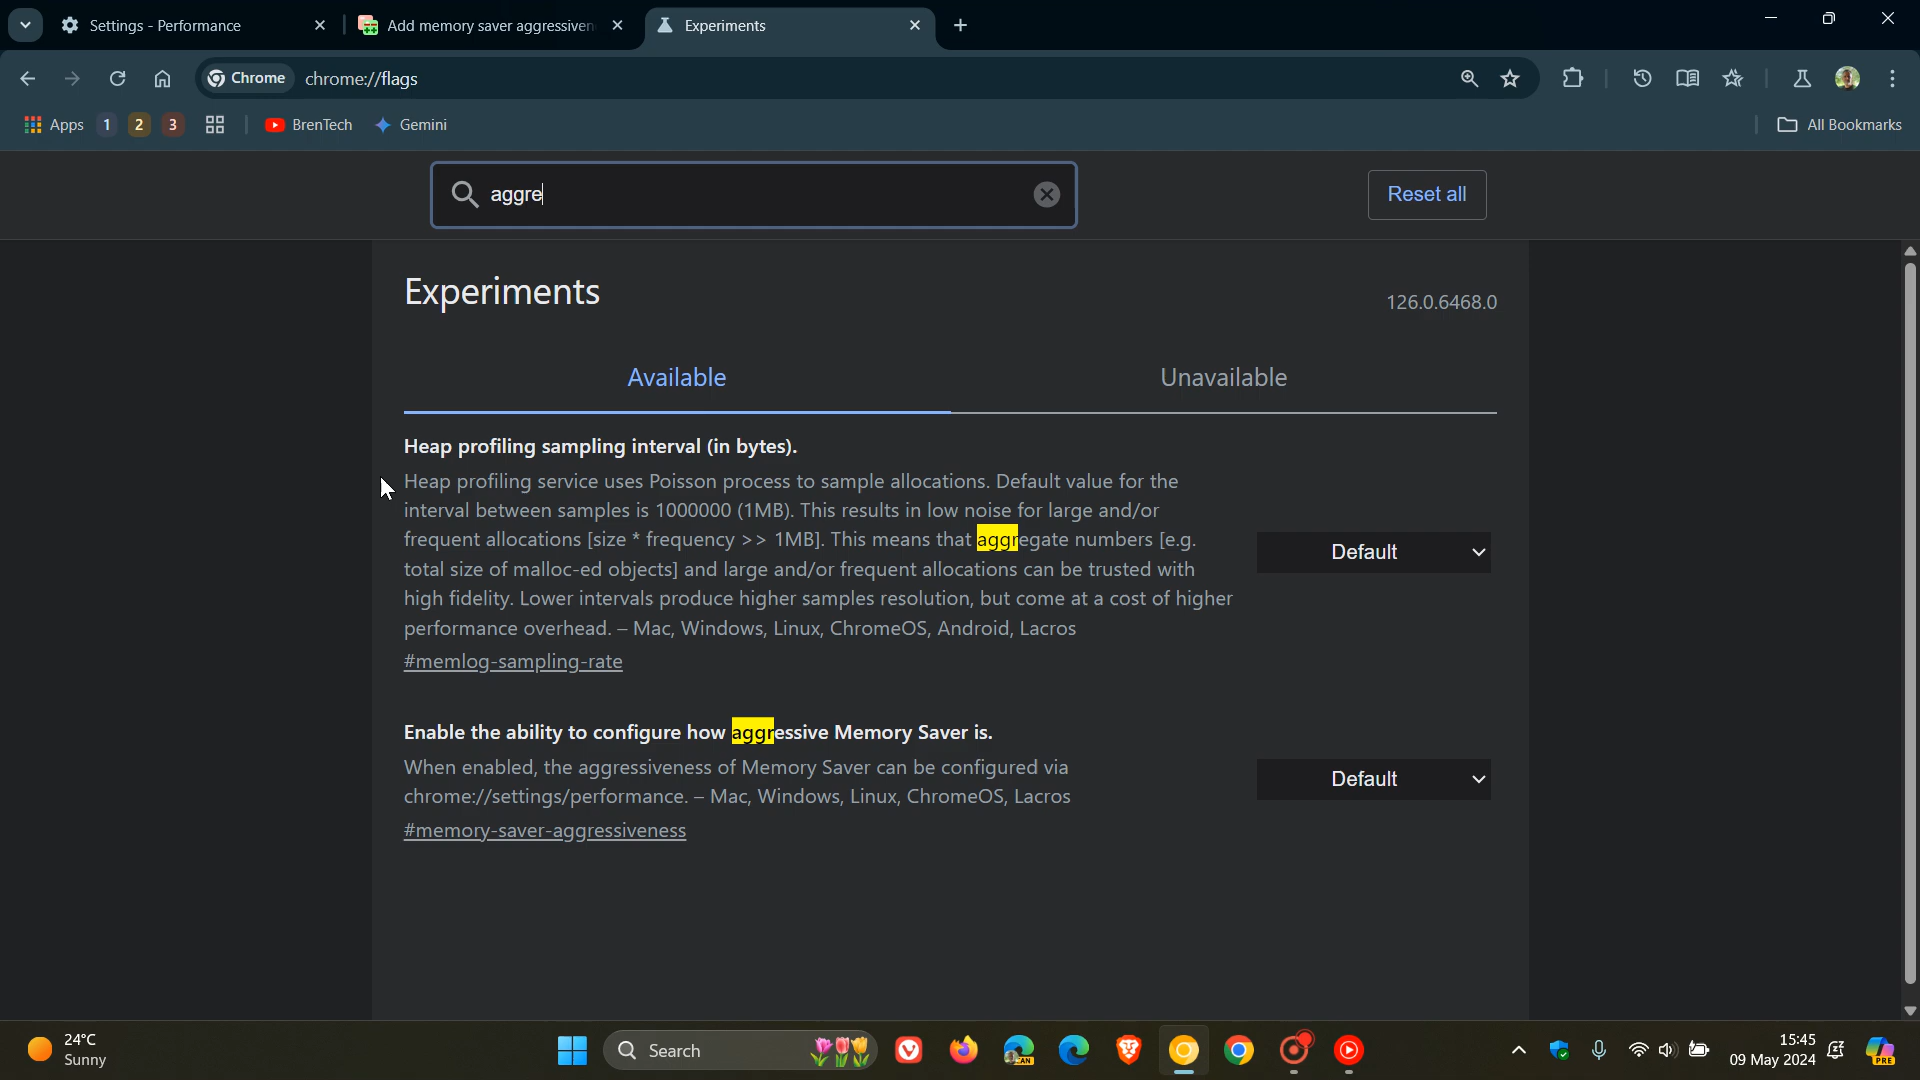 Settings - Performance
Add memory saver aggressiven
Experiments
Chrome
chrome://flags
Apps
1
2
3
BrenTech
Gemini
All Bookmarks
aggre
Reset all
Experiments
126.0.6468.0
Available
Unavailable
Heap profiling sampling interval (in bytes).
Heap profiling service uses Poisson process to sample allocations. Default value for the
interval between samples is 1000000 (1MB). This results in low noise for large and/or
frequent allocations [size * frequency >> 1MB]. This means that aggregate numbers [e.g.
total size of malloc-ed objects] and large and/or frequent allocations can be trusted with
high fidelity. Lower intervals produce higher samples resolution, but come at a cost of higher
performance overhead. – Mac, Windows, Linux, ChromeOS, Android, Lacros
#memlog-sampling-rate
Default
Enable the ability to configure how aggressive Memory Saver is.
When enabled, the aggressiveness of Memory Saver can be configured via
chrome://settings/performance. – Mac, Windows, Linux, ChromeOS, Lacros
#memory-saver-aggressiveness
Default
24°C
Sunny
Search
CAN
15:45
09 May 2024
PRE